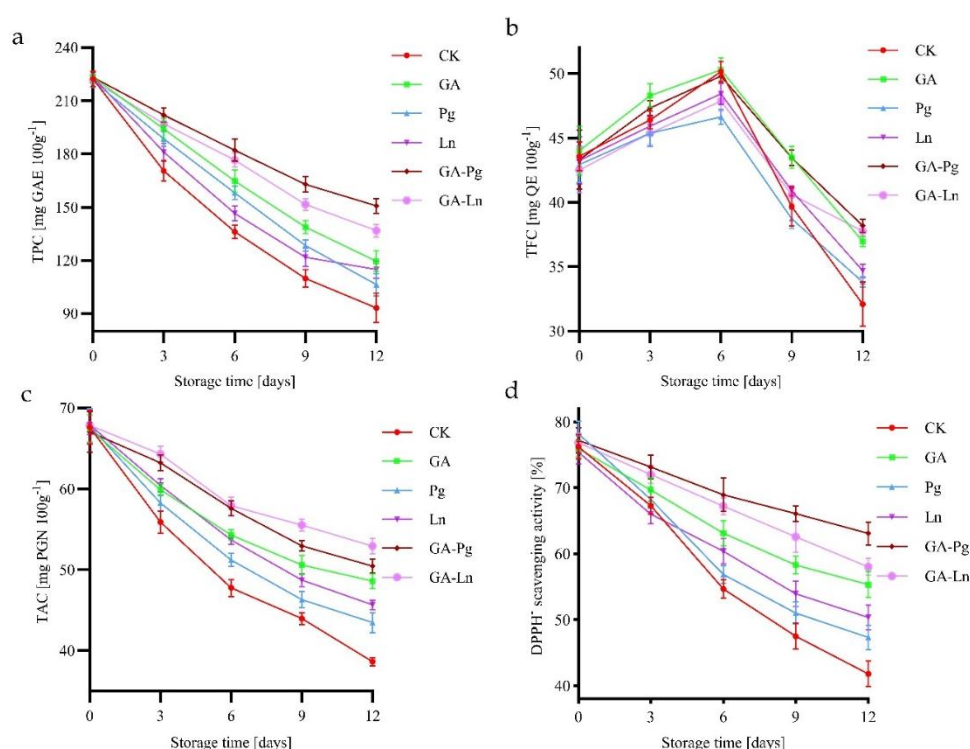 a
TPC [mg GAE 100g-1]
240
210
180
150
120
90
0
3
6
9
12
Storage time [days]
CK
GA
Pg
Ln
GA-Pg
GA-Ln
b
TFC [mg QE 100g-1]
50
45
40
35
30
0
3
6
9
12
Storage time [days]
CK
GA
Pg
Ln
GA-Pg
GA-Ln
c
TAC [mg PGN 100g-1]
70
60
50
40
0
3
6
9
12
Storage time [days]
CK
GA
Pg
Ln
GA-Pg
GA-Ln
d
DPPH- scavenging activity [%]
80
70
60
50
40
0
3
6
9
12
Storage time [days]
CK
GA
Pg
Ln
GA-Pg
GA-Ln